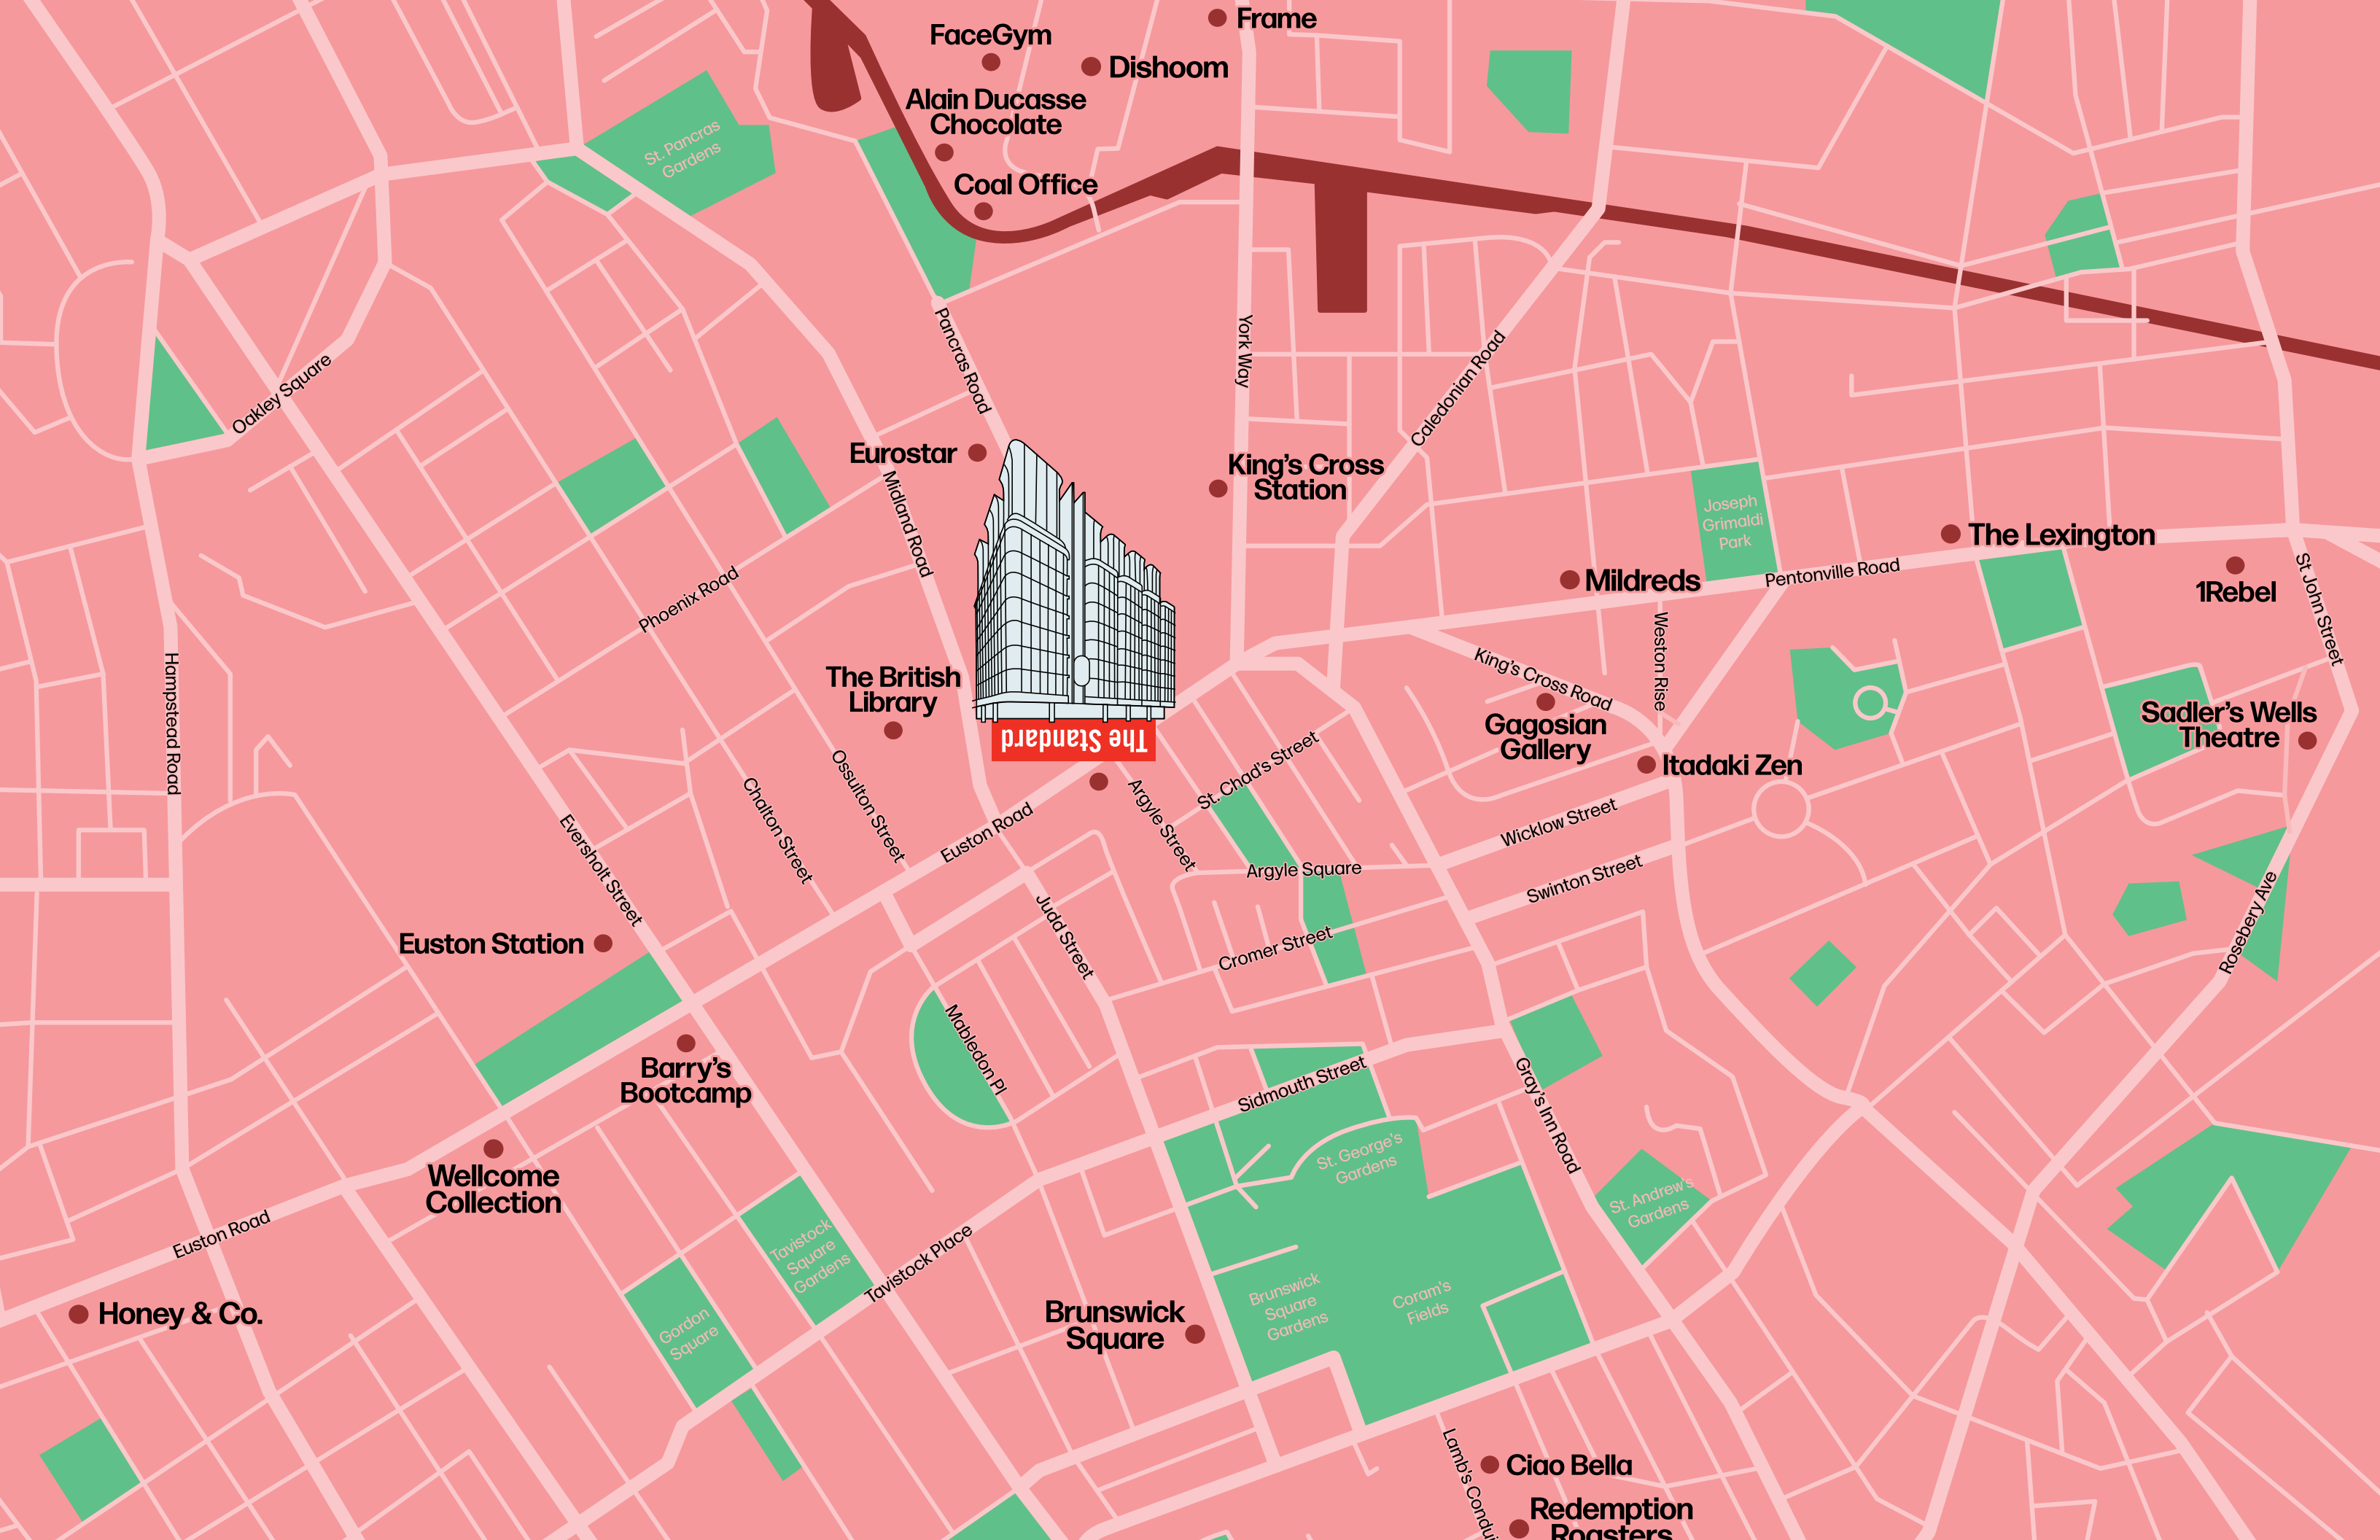 Frame
FaceGym
Dishoom
Alain Ducasse
Chocolate
St. Pancras
Gardens
Coal Office
Pancras Road
York Way
Caledonian Road
Oakley Square
Eurostar
King's Cross
Station
Midland Road
Joseph
Grimaldi
Park
The Lexington
Mildreds
Pentonville Road
1Rebel
St John Street
Phoenix Road
Weston Rise
King's Cross Road
Hampstead Road
The British
Library
Gagosian
Gallery
Sadler's Wells
Theatre
The Standard
Itadaki Zen
St. Chad's Street
Argyle Street
Ossulton Street
Chalton Street
Eversholt Street
Euston Road
Wicklow Street
Argyle Square
Swinton Street
Judd Street
Cromer Street
Rosebery Ave
Euston Station
Mabledon Pl
Barry's
Bootcamp
Sidmouth Street
Gray's Inn Road
St. George's
Gardens
Wellcome
Collection
St. Andrew's
Gardens
Euston Road
Tavistock
Square
Gardens
Tavistock Place
Brunswick
Square
Gardens
Coram's
Fields
Honey & Co.
Gordon
Square
Brunswick
Square
Lamb's Condui
Ciao Bella
Redemption
Roasters